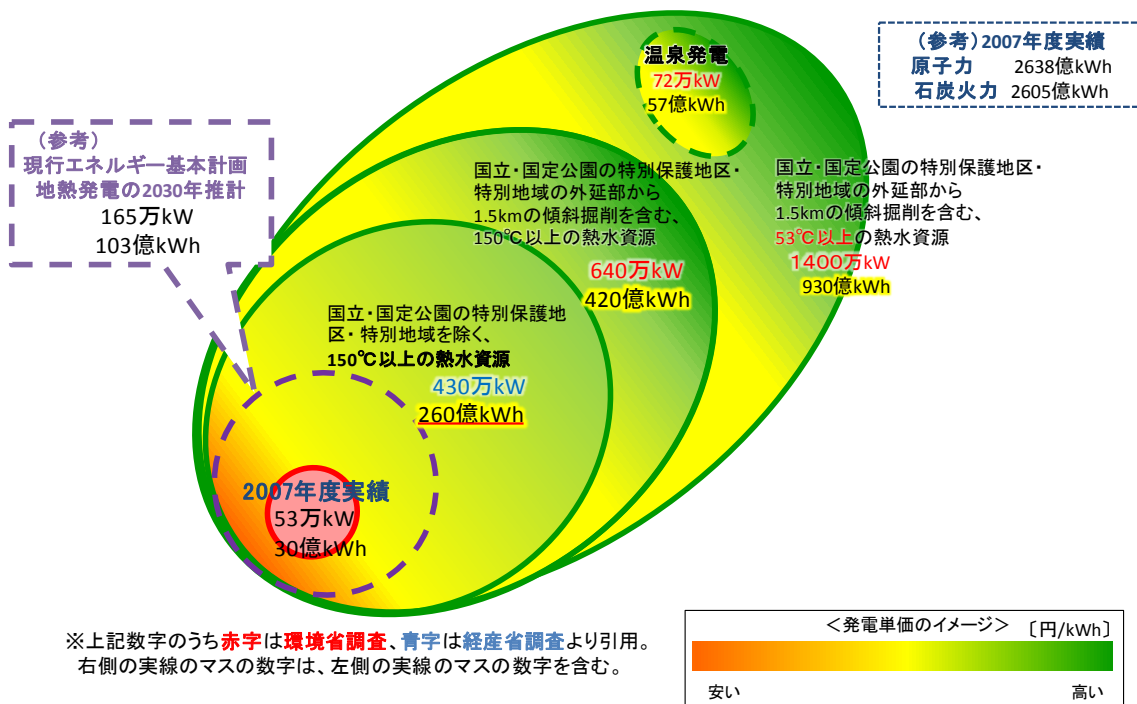 温泉発電
72万kW
57億kWh
(参考)2007年度実績
原子力 2638億kWh
石炭火力 2605億kWh
(参考)
現行エネルギー基本計画
地熱発電の2030年推計
165万kW
103億kWh
国立・国定公園の特別保護地区・
特別地域の外延部から
1.5kmの傾斜掘削を含む、
150℃以上の熱水資源
640万kW
420億kWh
国立・国定公園の特別保護地区・
特別地域の外延部から
1.5kmの傾斜掘削を含む、
53℃以上の熱水資源
1400万kW
930億kWh
国立・国定公園の特別保護地
区・特別地域を除く、
150℃以上の熱水資源
430万kW
260億kWh
2007年度実績
53万kW
30億kWh
※上記数字のうち赤字は環境省調査、青字は経産省調査より引用。
右側の実線のマスの数字は、左側の実線のマスの数字を含む。
<発電単価のイメージ> 〔円/kWh〕
安い 高い